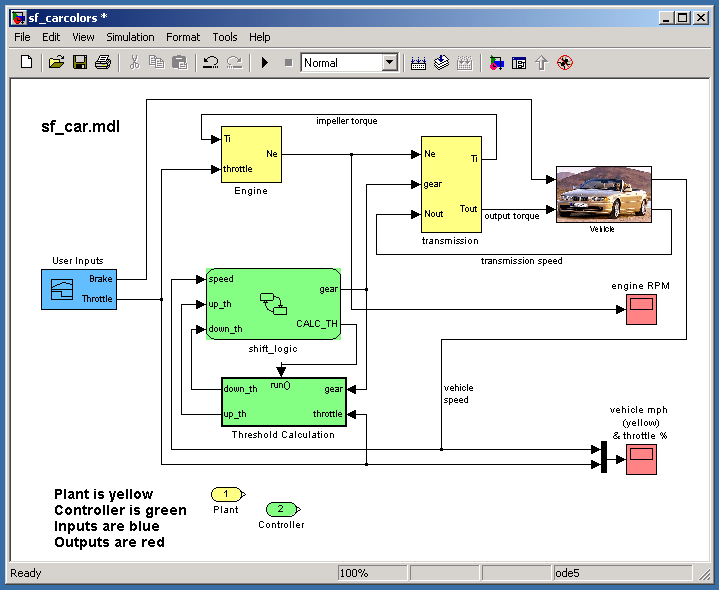 sf_carcolors *
File Edit View Simulation Format Tools Help
Normal
sf_car.mdl
impeller torque
Ti
Ne
throttle
Engine
Ne
Ti
gear
Nout
Tout
transmission
output torque
Vehicle
transmission speed
User Inputs
Brake
Throttle
speed
gear
up_th
CALC_TH
down_th
shift_logic
engine RPM
run()
down_th
gear
up_th
throttle
Threshold Calculation
vehicle
speed
vehicle mph
(yellow)
& throttle %
Plant is yellow
Controller is green
Inputs are blue
Outputs are red
1
Plant
2
Controller
Ready
100%
ode5